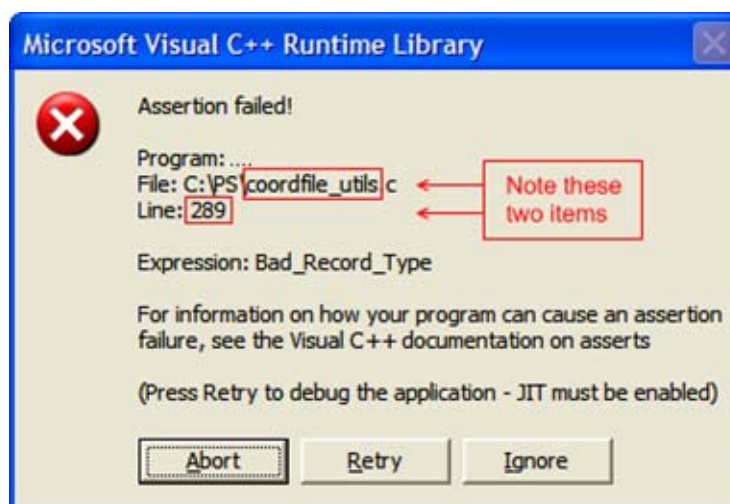 Microsoft Visual C++ Runtime Library
Assertion failed!
Program: ....
File: C:\PS\coordfile_utils.c
Line: 289
Note these
two items
Expression: Bad_Record_Type
For information on how your program can cause an assertion
failure, see the Visual C++ documentation on asserts
(Press Retry to debug the application - JIT must be enabled)
Abort
Retry
Ignore